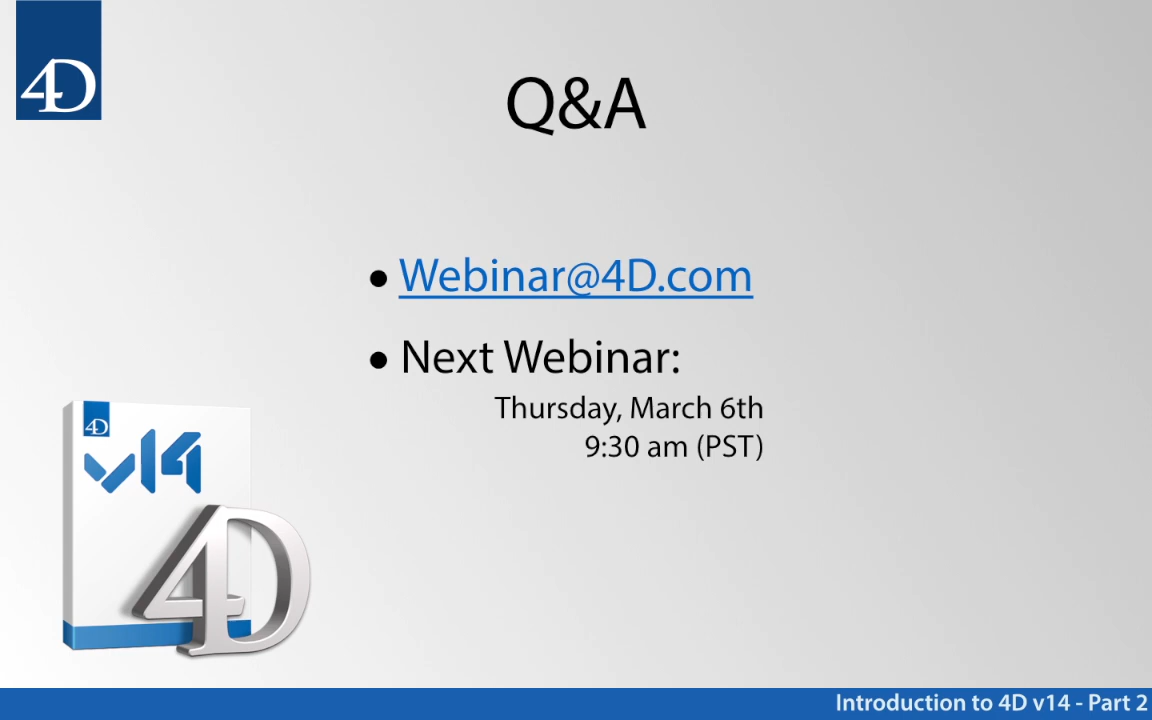 4D
Q&A
• Webinar@4D.com
• Next Webinar:
Thursday, March 6th
9:30 am (PST)
4D
v14
4D
Introduction to 4D v14 - Part 2